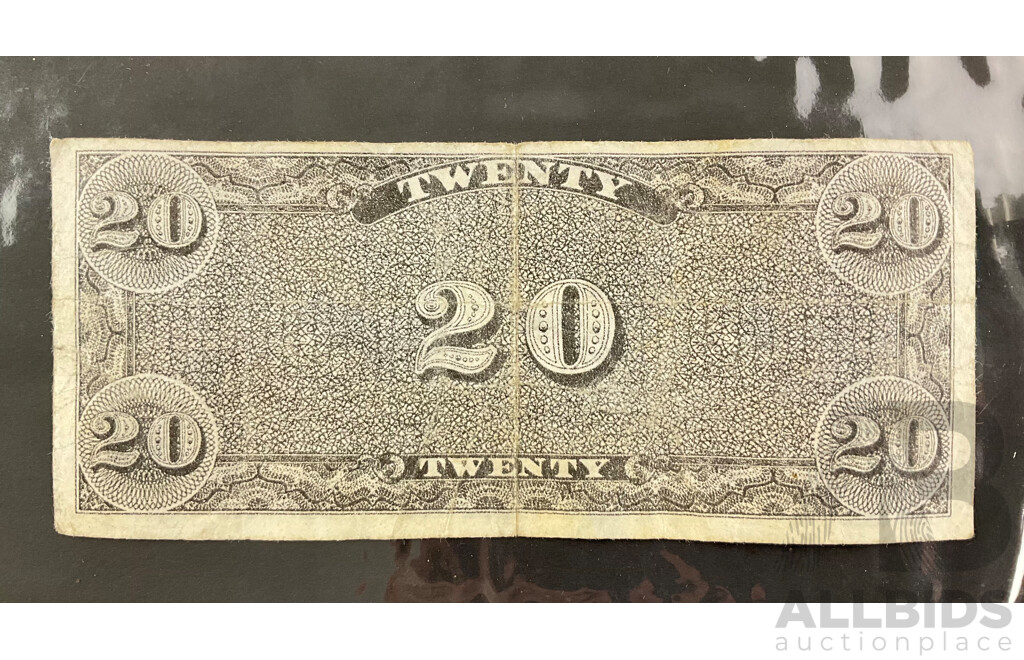 TWENTY
20 20
20
20 20
TWENTY
ALLBIDS
auctionplace